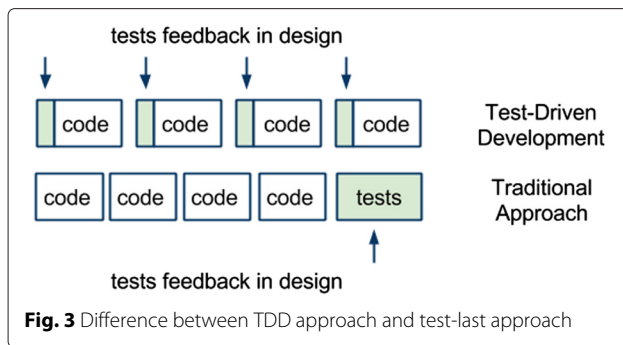 tests feedback in design
code code code code
Test-Driven
Development
code code code code tests
Traditional
Approach
tests feedback in design
Fig. 3 Difference between TDD approach and test-last approach